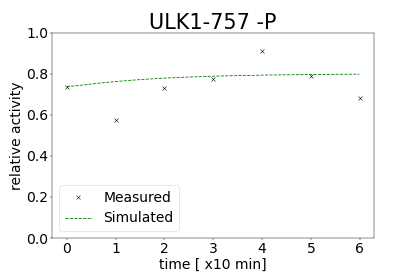 ULK1-757 -P
1.0
0.8
0.6
0.4
0.2
0.0
relative activity
Measured
Simulated
0 1 2 3 4 5 6
time [ x10 min]